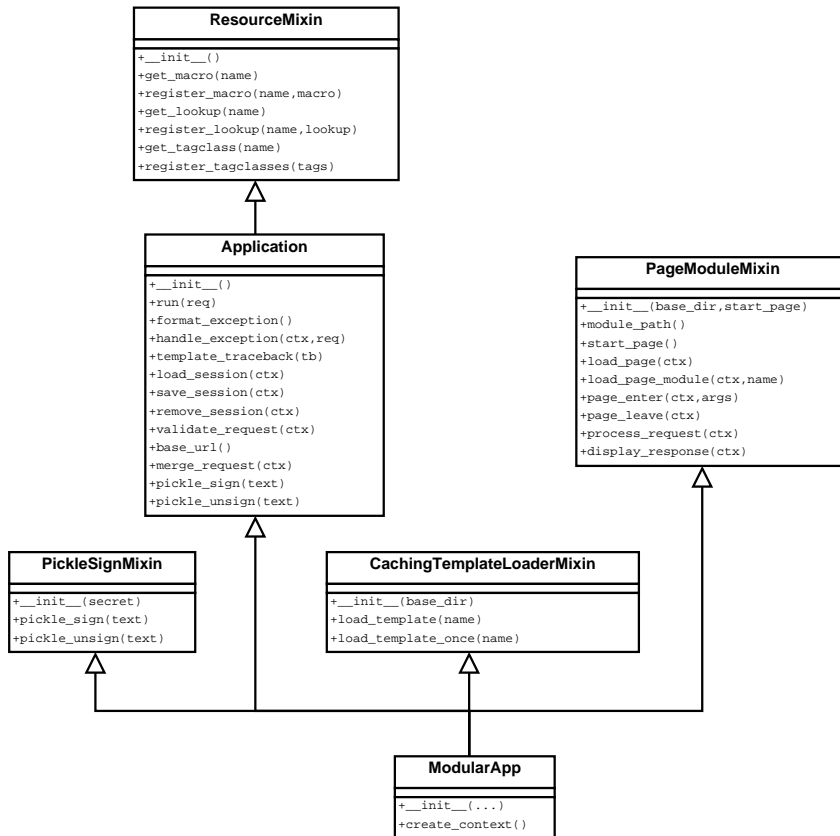 ResourceMixin
+__init__()
+get_macro(name)
+register_macro(name,macro)
+get_lookup(name)
+register_lookup(name,lookup)
+get_tagclass(name)
+register_tagclasses(tags)
Application
+__init__()
+run(req)
+format_exception()
+handle_exception(ctx,req)
+template_traceback(tb)
+load_session(ctx)
+save_session(ctx)
+remove_session(ctx)
+validate_request(ctx)
+base_url()
+merge_request(ctx)
+pickle_sign(text)
+pickle_unsign(text)
PageModuleMixin
+__init__(base_dir,start_page)
+module_path()
+start_page()
+load_page(ctx)
+load_page_module(ctx,name)
+page_enter(ctx,args)
+page_leave(ctx)
+process_request(ctx)
+display_response(ctx)
PickleSignMixin
+__init__(secret)
+pickle_sign(text)
+pickle_unsign(text)
CachingTemplateLoaderMixin
+__init__(base_dir)
+load_template(name)
+load_template_once(name)
ModularApp
+__init__(...)
+create_context()